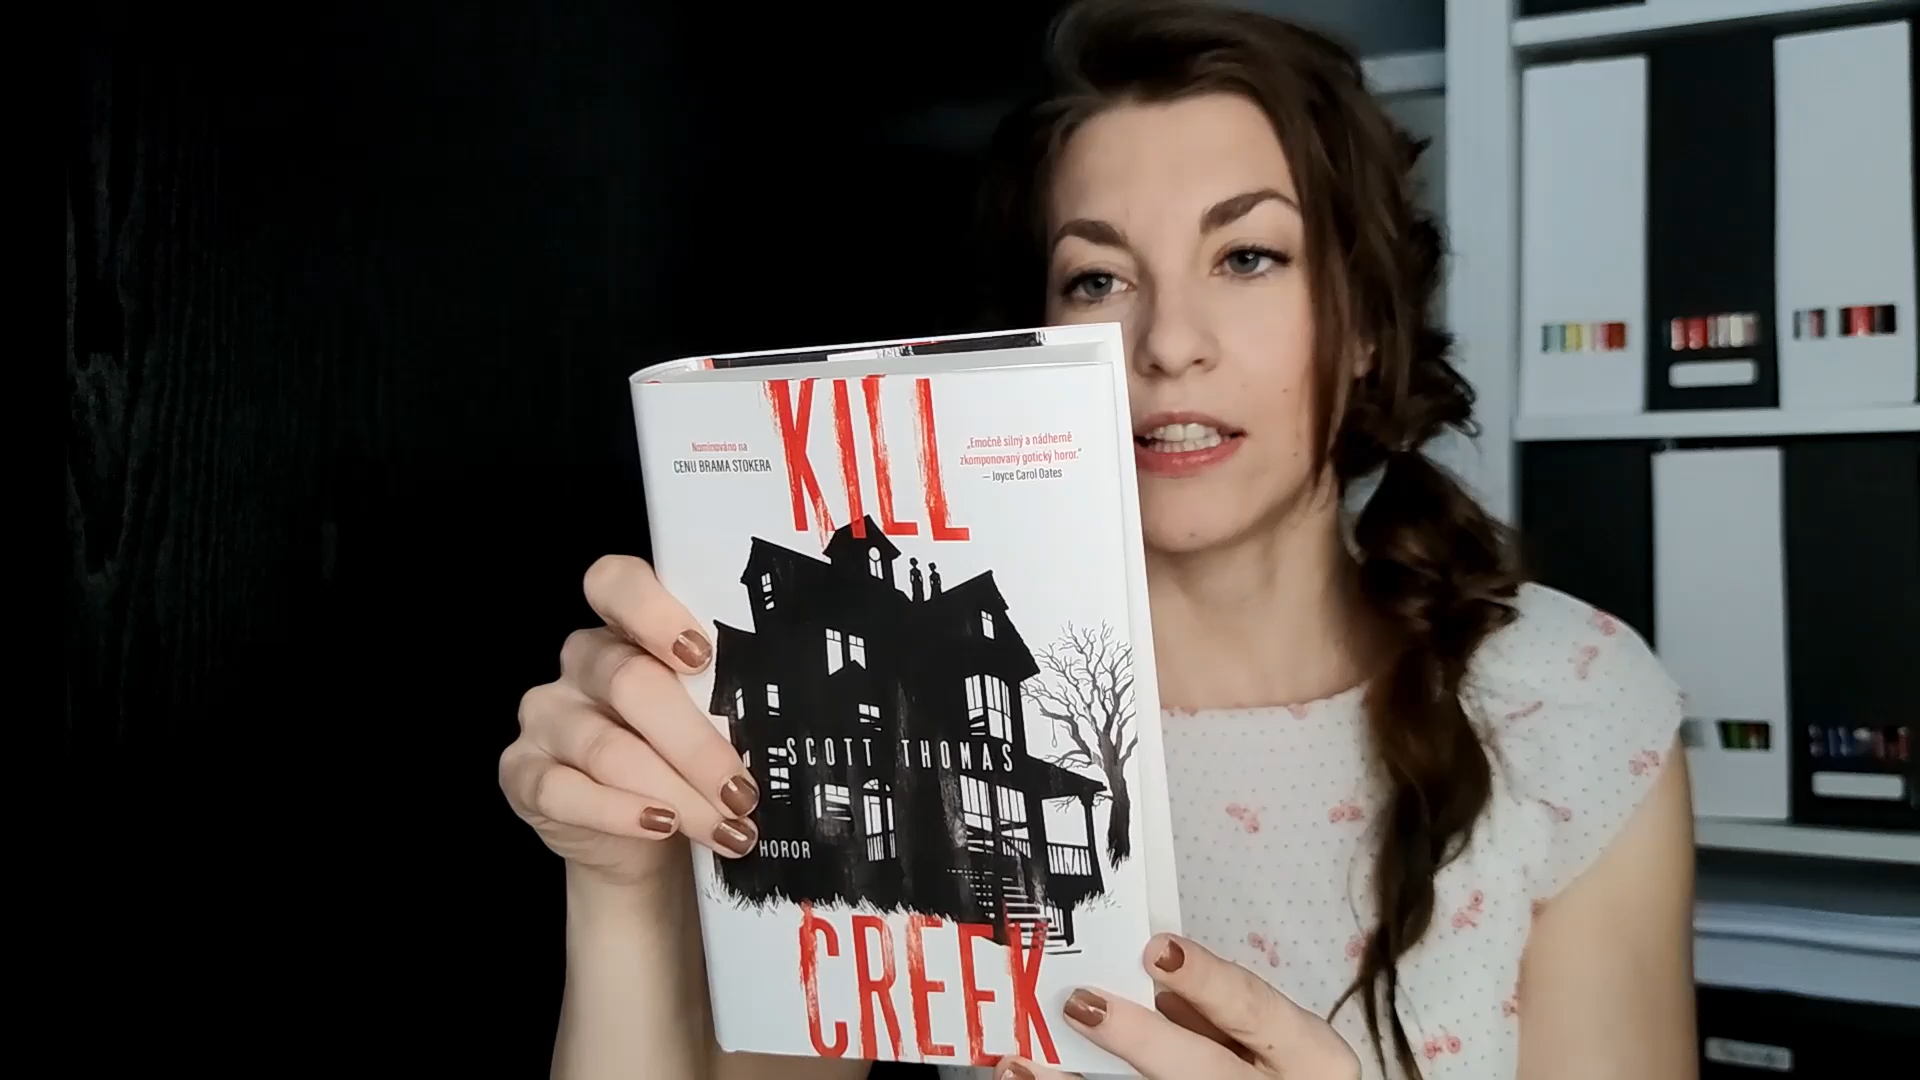 KILL
Nominováno na
CENU BRAMA STOKERA
„Emočně silný a nádherně
zkomponovaný gotický horor.“
— Joyce Carol Oates
SCOTT THOMAS
HOROR
CREEK